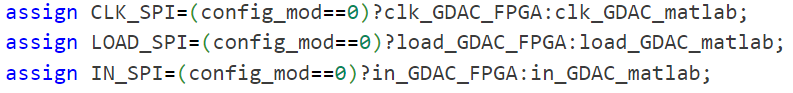 assign CLK_SPI=(config_mod==0)?clk_GDAC_FPGA:clk_GDAC_matlab;
assign LOAD_SPI=(config_mod==0)?load_GDAC_FPGA:load_GDAC_matlab;
assign IN_SPI=(config_mod==0)?in_GDAC_FPGA:in_GDAC_matlab;